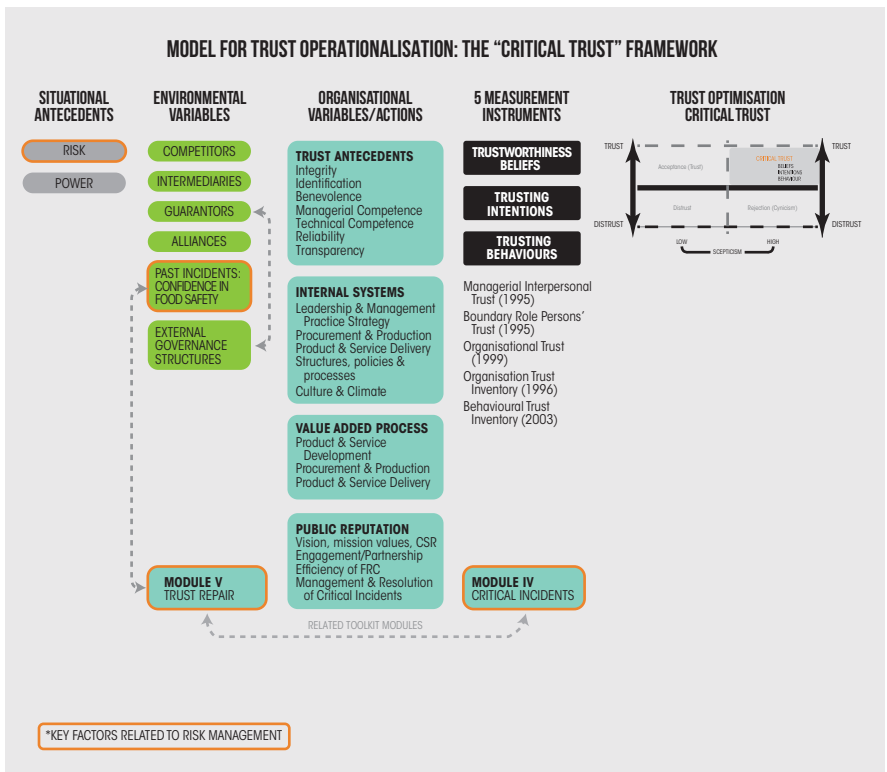 MODEL FOR TRUST OPERATIONALISATION: THE “CRITICAL TRUST” FRAMEWORK
SITUATIONAL
ANTECEDENTS
RISK
POWER
ENVIRONMENTAL
VARIABLES
COMPETITORS
INTERMEDIARIES
GUARANTORS
ALLIANCES
PAST INCIDENTS:
CONFIDENCE IN
FOOD SAFETY
EXTERNAL
GOVERNANCE
STRUCTURES
MODULE V
TRUST REPAIR
ORGANISATIONAL
VARIABLES/ACTIONS
TRUST ANTECEDENTS
Integrity
Identification
Benevolence
Managerial Competence
Technical Competence
Reliability
Transparency
INTERNAL SYSTEMS
Leadership & Management
Practice Strategy
Procurement & Production
Product & Service Delivery
Structures, policies &
processes
Culture & Climate
VALUE ADDED PROCESS
Product & Service
Development
Procurement & Production
Product & Service Delivery
PUBLIC REPUTATION
Vision, mission values, CSR
Engagement/Partnership
Efficiency of FRC
Management & Resolution
of Critical Incidents
RELATED TOOLKIT MODULES
5 MEASUREMENT
INSTRUMENTS
TRUSTWORTHINESS
BELIEFS
TRUSTING
INTENTIONS
TRUSTING
BEHAVIOURS
Managerial Interpersonal
Trust (1995)
Boundary Role Persons’
Trust (1995)
Organisational Trust
(1999)
Organisation Trust
Inventory (1996)
Behavioural Trust
Inventory (2003)
MODULE IV
CRITICAL INCIDENTS
TRUST OPTIMISATION
CRITICAL TRUST
TRUST
TRUST
Acceptance (Trust)
CRITICAL TRUST
BELIEFS
INTENTIONS
BEHAVIOUR
Distrust
Rejection (Cynicism)
DISTRUST
DISTRUST
LOW
HIGH
SCEPTICISM
*KEY FACTORS RELATED TO RISK MANAGEMENT